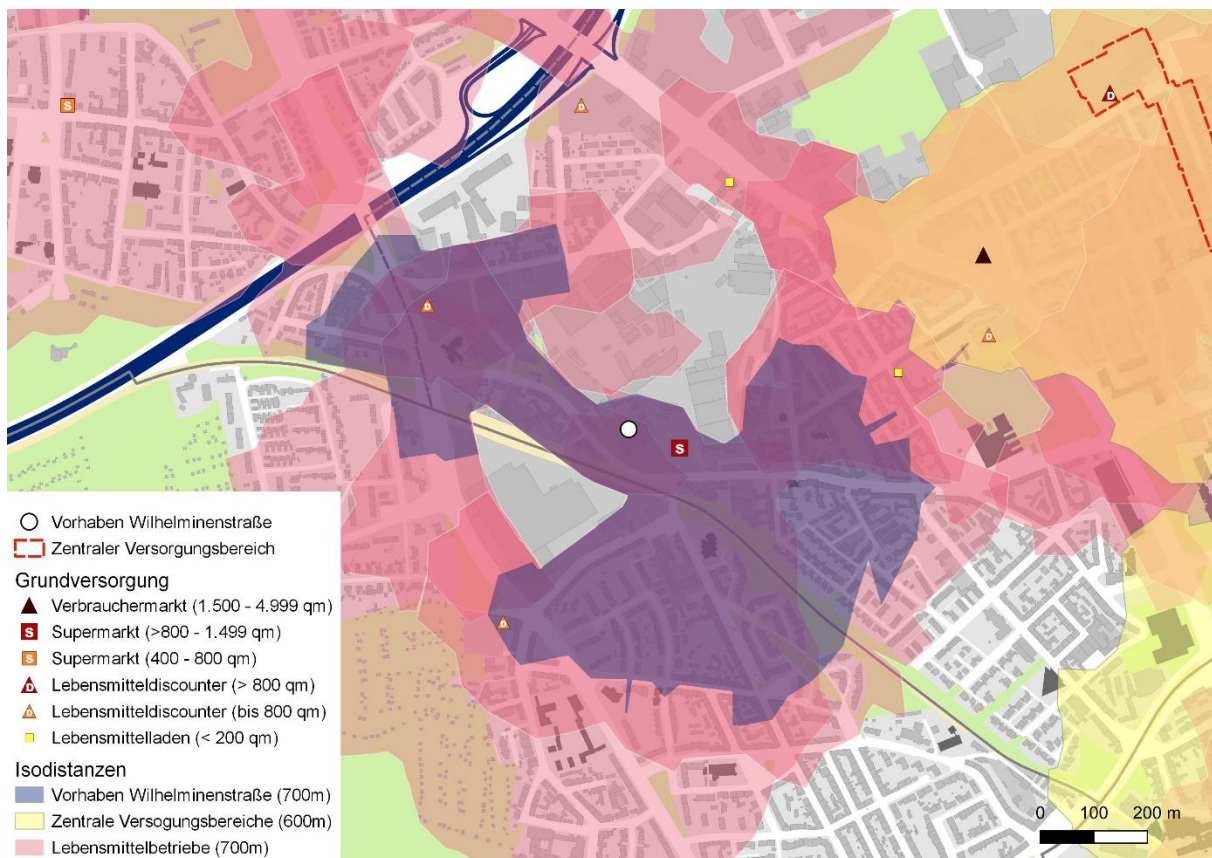 S
D
D
D
S
D
D
Vorhaben Wilhelminenstraße
Zentraler Versorgungsbereich
Grundversorgung
Verbrauchermarkt (1.500 - 4.999 qm)
S Supermarkt (>800 - 1.499 qm)
S Supermarkt (400 - 800 qm)
D Lebensmitteldiscounter (> 800 qm)
D Lebensmitteldiscounter (bis 800 qm)
Lebensmittelladen (< 200 qm)
Isodistanzen
Vorhaben Wilhelminenstraße (700m)
Zentrale Versogungsbereiche (600m)
Lebensmittelbetriebe (700m)
0 100 200 m